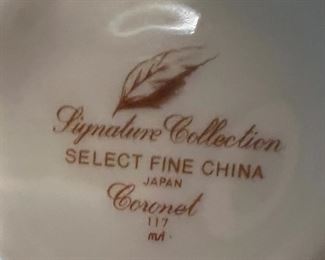 Signature Collection
SELECT FINE CHINA
JAPAN
Coronet
117